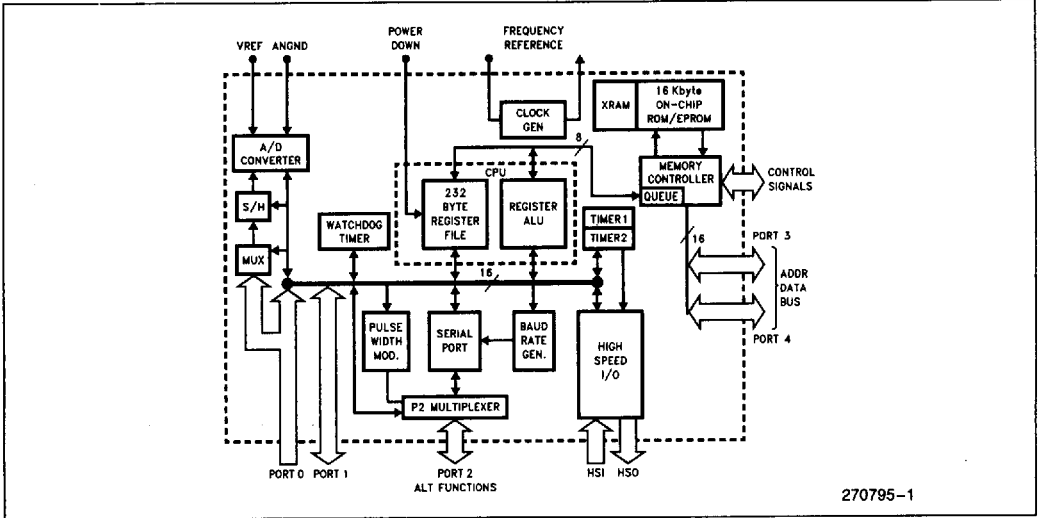 VREF ANGND
POWER
DOWN
FREQUENCY
REFERENCE
CLOCK
GEN
XRAM
16 Kbyte
ON-CHIP
ROM/EPROM
A/D
CONVERTER
8
CPU
MEMORY
CONTROLLER
QUEUE
CONTROL
SIGNALS
S/H
232
BYTE
REGISTER
FILE
REGISTER
ALU
WATCHDOG
TIMER
TIMER1
TIMER2
MUX
16
16
PORT 3
ADDR
DATA
BUS
PORT 4
PULSE
WIDTH
MOD.
SERIAL
PORT
BAUD
RATE
GEN.
HIGH
SPEED
I/O
P2 MULTIPLEXER
PORT 0 PORT 1
PORT 2
ALT FUNCTIONS
HSI
HSO
270795-1